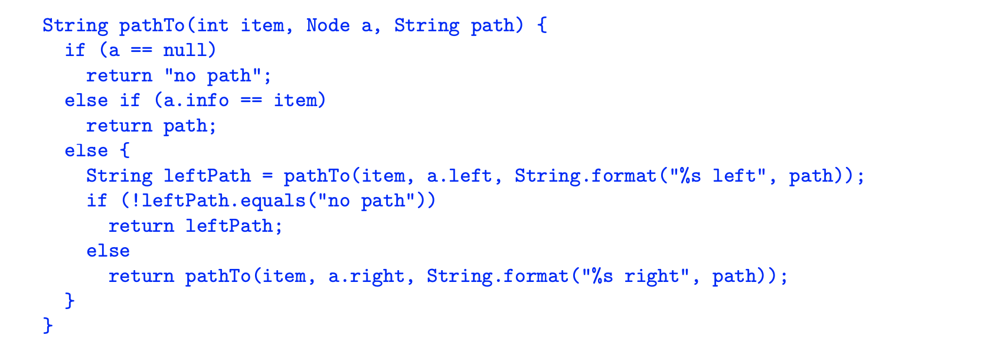 String pathTo(int item, Node a, String path) {
  if (a == null)
    return "no path";
  else if (a.info == item)
    return path;
  else {
    String leftPath = pathTo(item, a.left, String.format("%s left", path));
    if (!leftPath.equals("no path"))
      return leftPath;
    else
      return pathTo(item, a.right, String.format("%s right", path));
  }
}